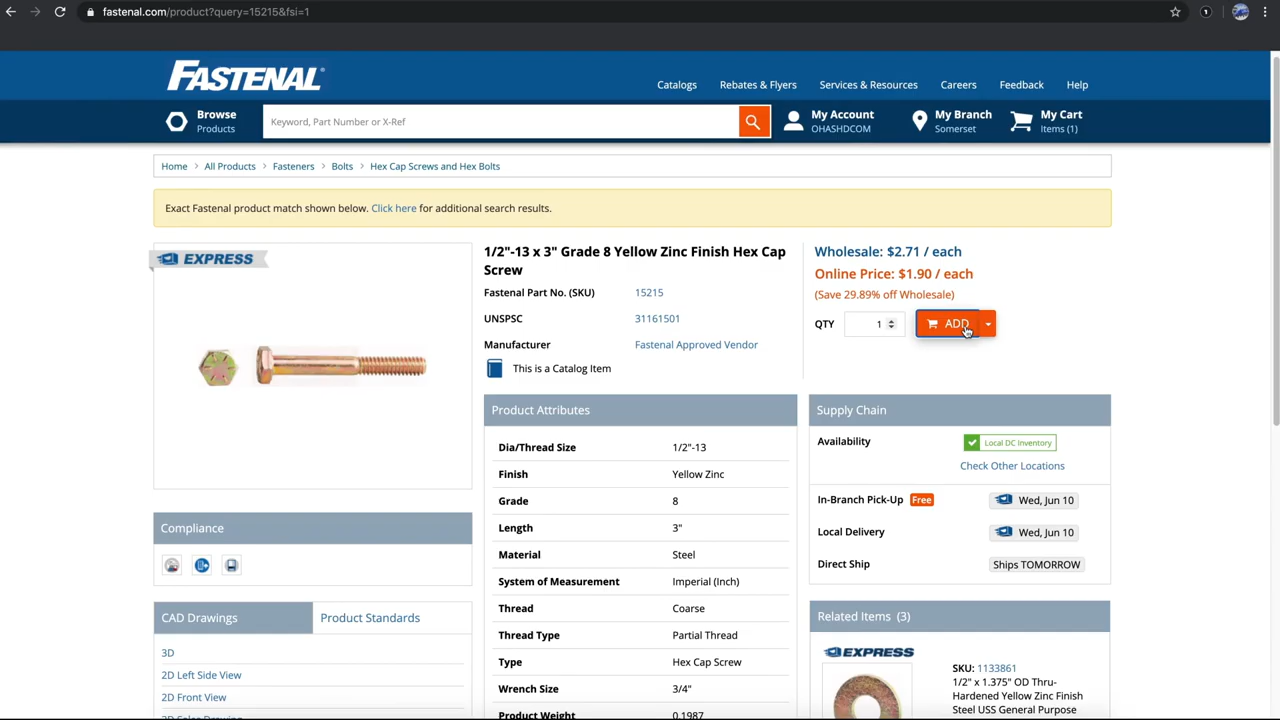 fastenal.com/product?query=15215&fsi=1
FASTENAL®
Catalogs Rebates & Flyers Services & Resources Careers Feedback Help
Browse
Products
Keyword, Part Number or X-Ref
My Account
OHASHDCOM
My Branch
Somerset
My Cart
Items (1)
Home > All Products > Fasteners > Bolts > Hex Cap Screws and Hex Bolts
Exact Fastenal product match shown below. Click here for additional search results.
EXPRESS
1/2"-13 x 3" Grade 8 Yellow Zinc Finish Hex Cap
Screw
Fastenal Part No. (SKU) 15215
UNSPSC 31161501
Manufacturer Fastenal Approved Vendor
This is a Catalog Item
Wholesale: $2.71 / each
Online Price: $1.90 / each
(Save 29.89% off Wholesale)
QTY 1 ADD
Compliance
CAD Drawings Product Standards
3D
2D Left Side View
2D Front View
Product Attributes
Dia/Thread Size 1/2"-13
Finish Yellow Zinc
Grade 8
Length 3"
Material Steel
System of Measurement Imperial (Inch)
Thread Coarse
Thread Type Partial Thread
Type Hex Cap Screw
Wrench Size 3/4"
Product Weight 0.1987
Supply Chain
Availability Local DC Inventory
Check Other Locations
In-Branch Pick-Up Free Wed, Jun 10
Local Delivery Wed, Jun 10
Direct Ship Ships TOMORROW
Related Items (3)
EXPRESS
SKU: 1133861
1/2" x 1.375" OD Thru-
Hardened Yellow Zinc Finish
Steel USS General Purpose